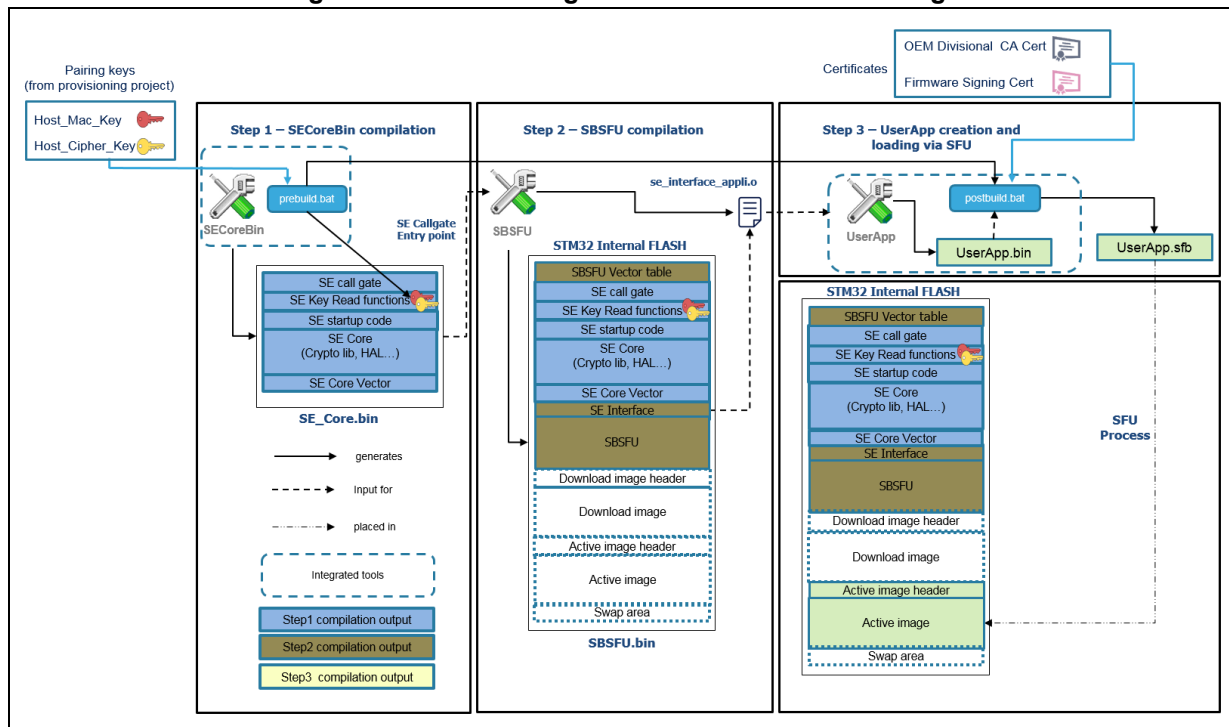 OEM Divisional CA Cert
Certificates
Firmware Signing Cert
Pairing keys
(from provisioning project)
Host_Mac_Key
Host_Cipher_Key
Step 1 – SECoreBin compilation
prebuild.bat
SECoreBin
SE Callgate
Entry point
SE call gate
SE Key Read functions
SE startup code
SE Core
(Crypto lib, HAL…)
SE Core Vector
SE_Core.bin
generates
Input for
placed in
Integrated tools
Step1 compilation output
Step2 compilation output
Step3 compilation output
Step 2 – SBSFU compilation
se_interface_appli.o
SBSFU
STM32 Internal FLASH
SBSFU Vector table
SE call gate
SE Key Read functions
SE startup code
SE Core
(Crypto lib, HAL…)
SE Core Vector
SE Interface
SBSFU
Download image header
Download image
Active image header
Active image
Swap area
SBSFU.bin
Step 3 – UserApp creation and
loading via SFU
postbuild.bat
UserApp
UserApp.bin
UserApp.sfb
STM32 Internal FLASH
SBSFU Vector table
SE call gate
SE Key Read functions
SE startup code
SE Core
(Crypto lib, HAL…)
SE Core Vector
SE Interface
SBSFU
Download image header
Download image
Active image header
Active image
Swap area
SFU
Process